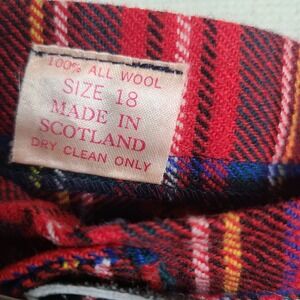 100% ALL WOOL
SIZE 18
MADE IN
SCOTLAND
DRY CLEAN ONLY